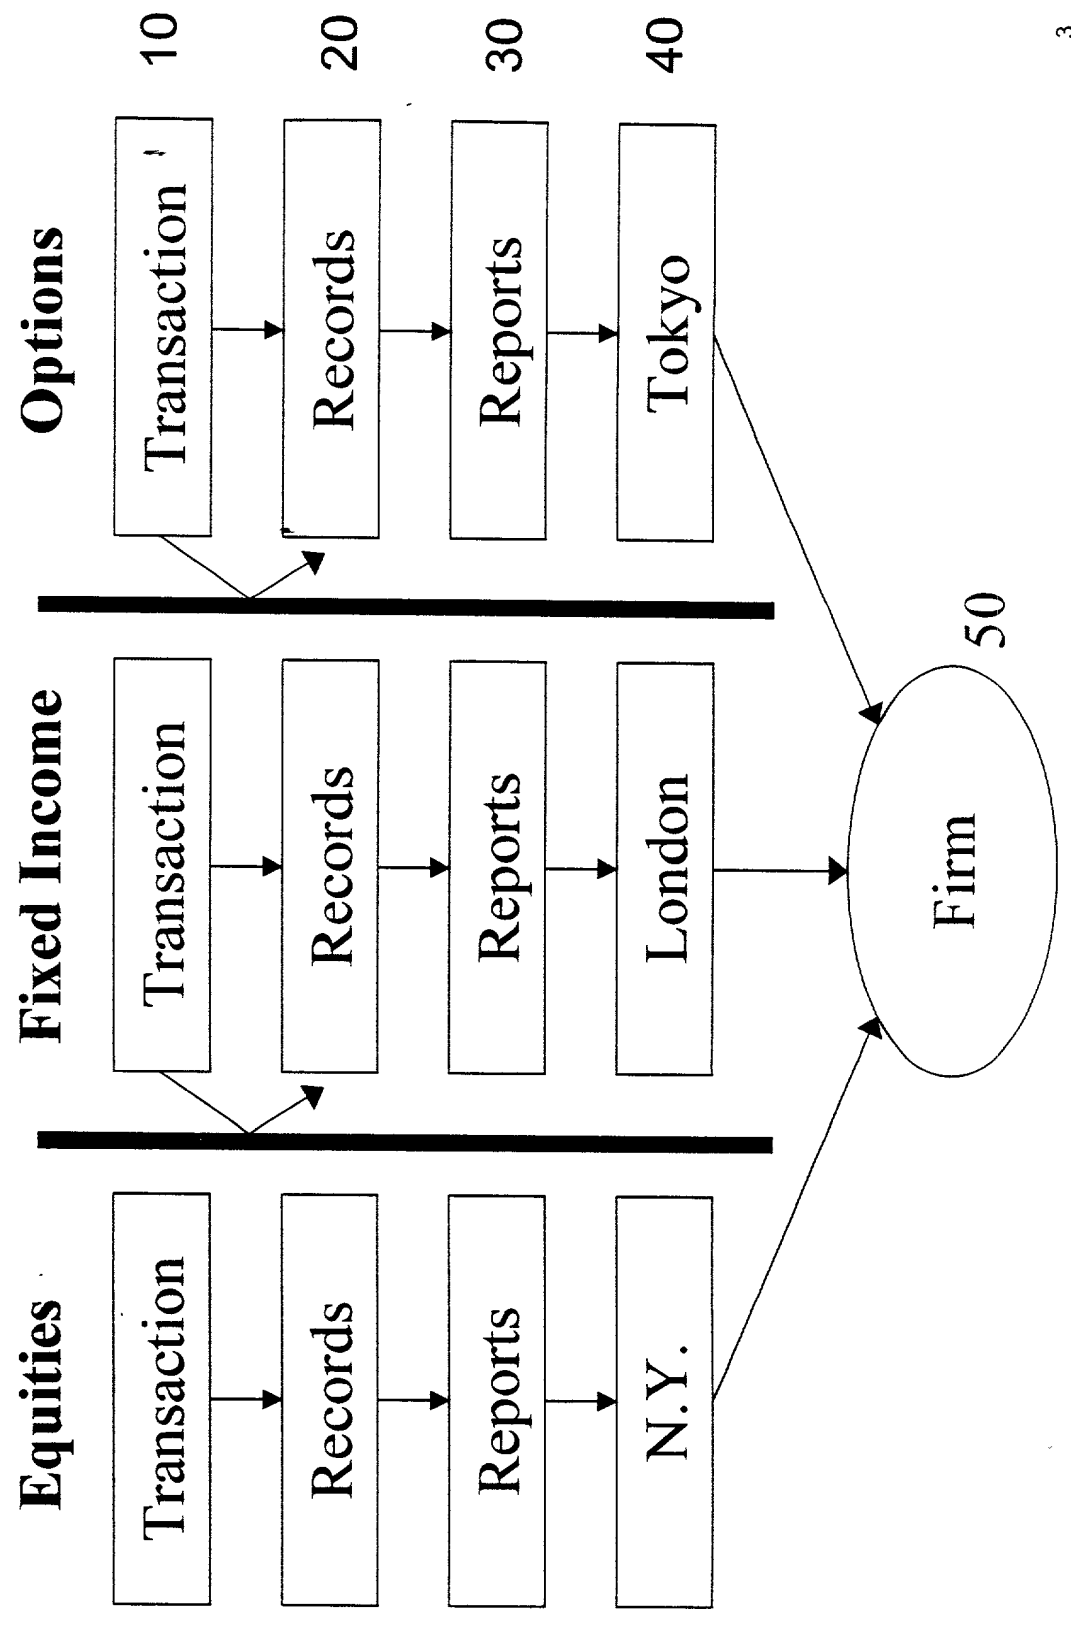 Equities Fixed Income Options
Transaction Transaction Transaction 10
Records Records Records 20
Reports Reports Reports 30
N.Y. London Tokyo 40
Firm 50
3